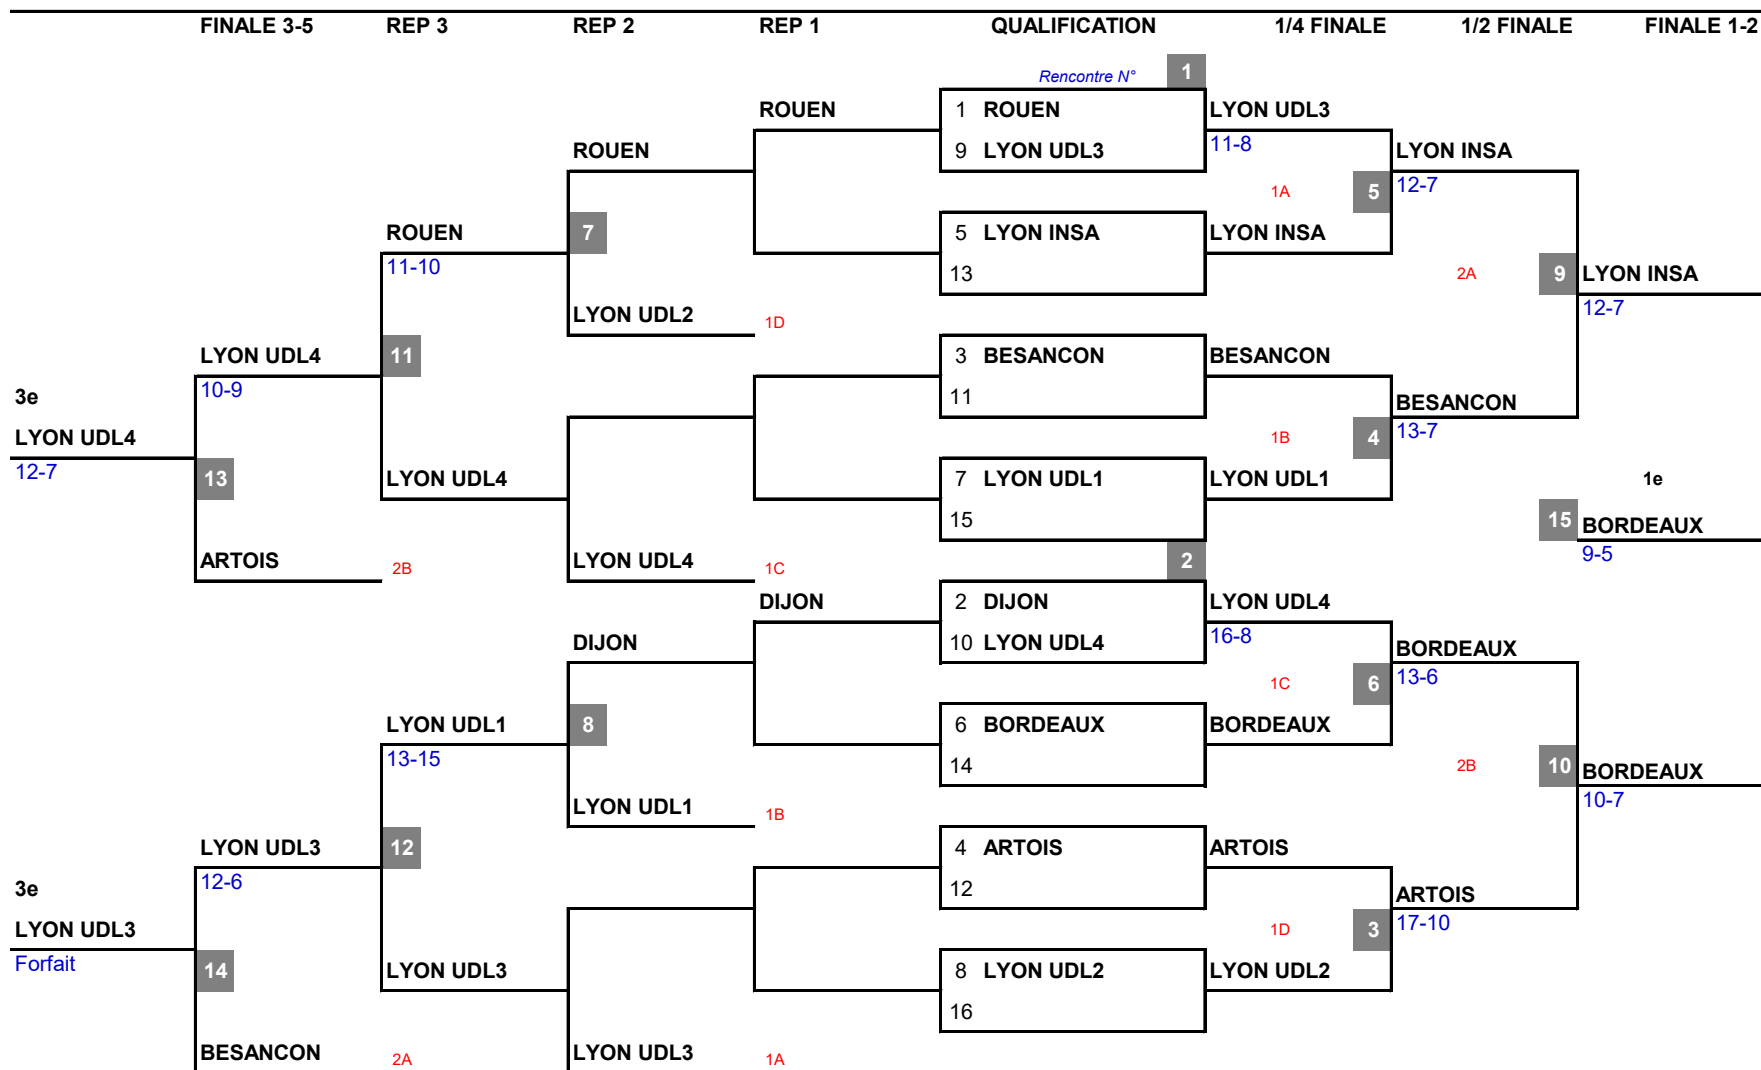 FINALE 3-5 REP 3 REP 2 REP 1 QUALIFICATION 1/4 FINALE 1/2 FINALE FINALE 1-2
Rencontre N° 1
ROUEN 1 ROUEN LYON UDL3
ROUEN 9 LYON UDL3 11-8 LYON INSA
1A 5 12-7
ROUEN 7 5 LYON INSA LYON INSA
11-10 13 2A 9 LYON INSA
LYON UDL2 1D 12-7
LYON UDL4 11 3 BESANCON BESANCON
3e 10-9 11 BESANCON
LYON UDL4 1B 4 13-7
12-7 13 LYON UDL4 7 LYON UDL1 LYON UDL1 1e
15 15 BORDEAUX
ARTOIS 2B LYON UDL4 1C 2 9-5
DIJON 2 DIJON LYON UDL4
DIJON 10 LYON UDL4 16-8 BORDEAUX
1C 6 13-6
LYON UDL1 8 6 BORDEAUX BORDEAUX
13-15 14 2B 10 BORDEAUX
LYON UDL1 1B 10-7
LYON UDL3 12 4 ARTOIS ARTOIS
3e 12-6 12 ARTOIS
LYON UDL3 1D 3 17-10
Forfait 14 LYON UDL3 8 LYON UDL2 LYON UDL2
16
BESANCON 2A LYON UDL3 1A